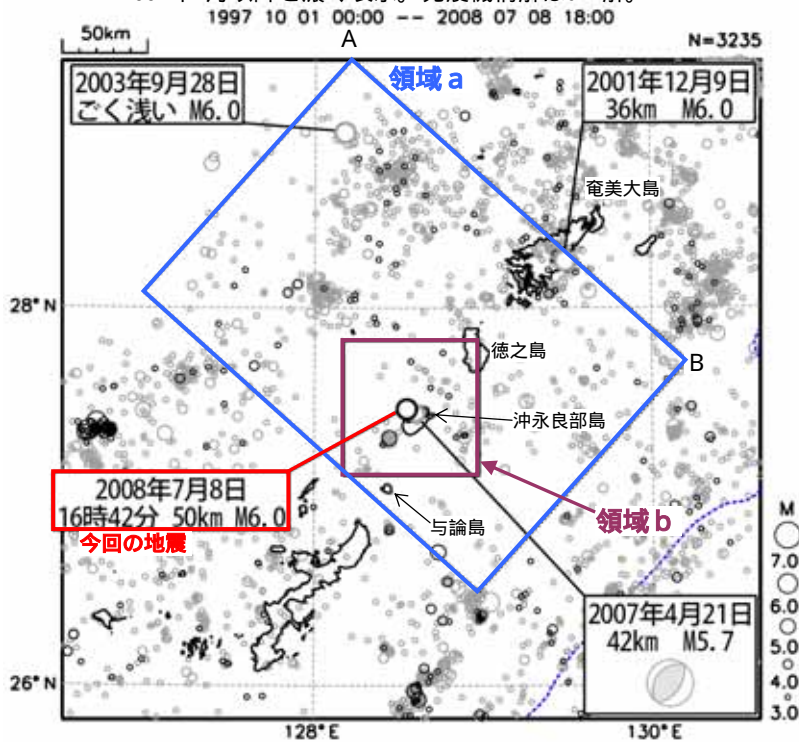 1997 10 01 00:00 -- 2008 07 08 18:00
50km
A
N=3235
2003年9月28日
ごく浅い M6.0
領域a
2001年12月9日
36km M6.0
奄美大島
28°N
徳之島
B
沖永良部島
2008年7月8日
16時42分 50km M6.0
今回の地震
与論島
領域b
M
7.0
6.0
5.0
4.0
3.0
2007年4月21日
42km M5.7
26°N
128°E
130°E